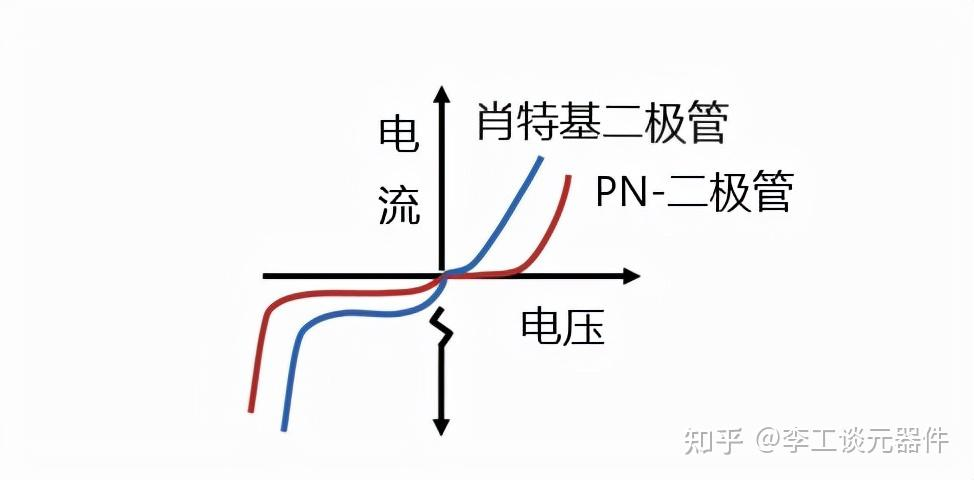 电流
肖特基二极管
PN-二极管
电压
知乎 @李工谈元器件